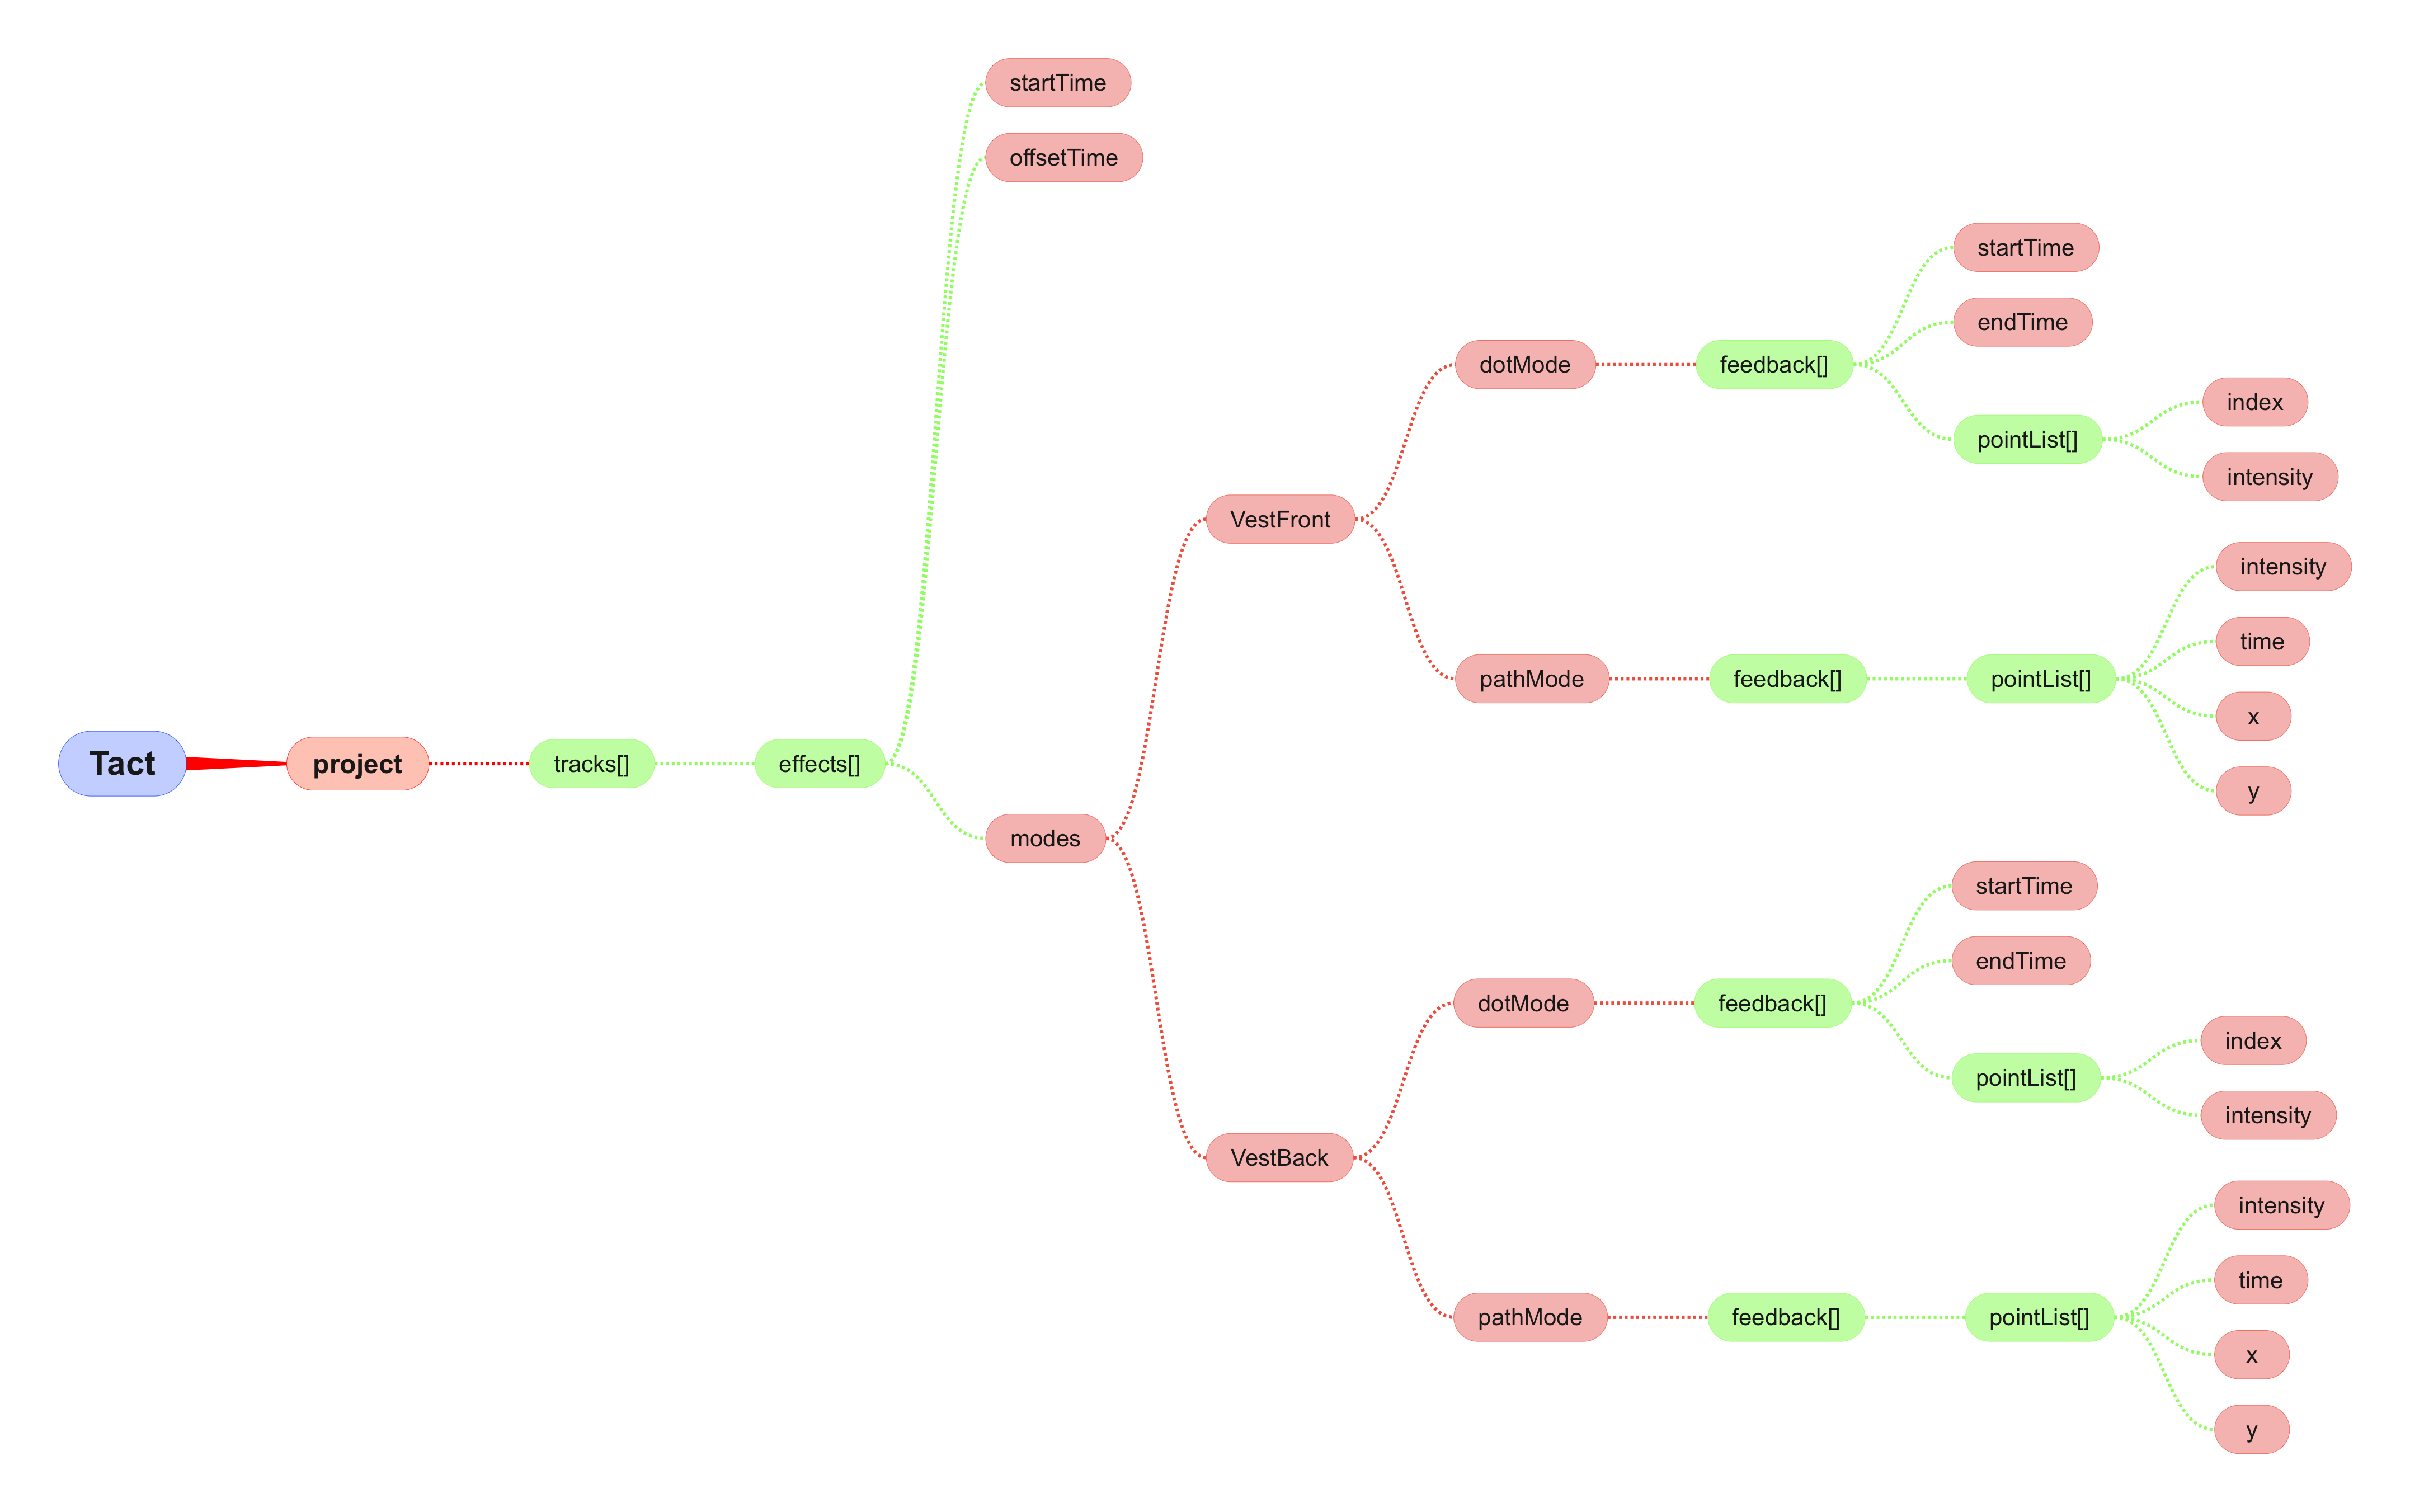 Tact
project
tracks[]
effects[]
startTime
offsetTime
modes
VestFront
dotMode
feedback[]
startTime
endTime
pointList[]
index
intensity
pathMode
feedback[]
pointList[]
intensity
time
x
y
VestBack
dotMode
feedback[]
startTime
endTime
pointList[]
index
intensity
pathMode
feedback[]
pointList[]
intensity
time
x
y